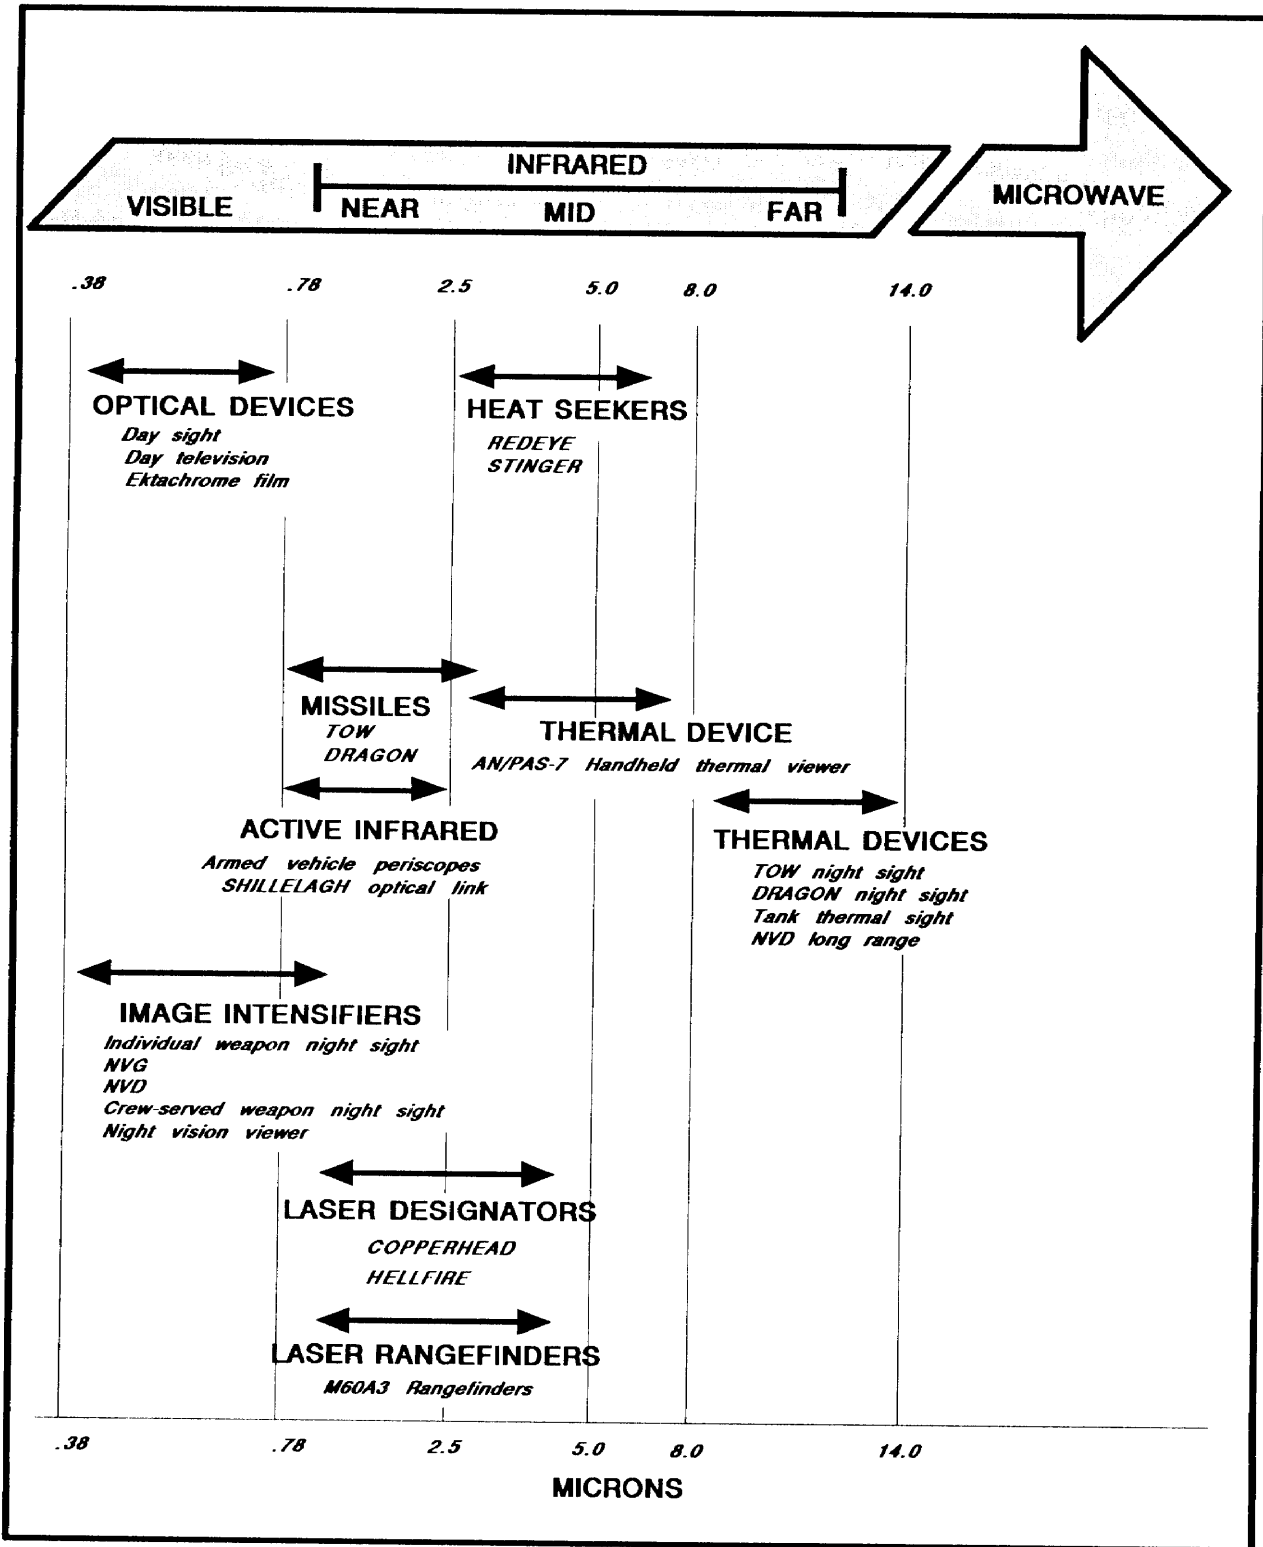 INFRARED
VISIBLE NEAR MID FAR
MICROWAVE
.38 .78 2.5 5.0 8.0 14.0
OPTICAL DEVICES
Day sight
Day television
Ektachrome film
HEAT SEEKERS
REDEYE
STINGER
MISSILES
TOW
DRAGON
THERMAL DEVICE
AN/PAS-7 Handheld thermal viewer
ACTIVE INFRARED
Armed vehicle periscopes
SHILLELAGH optical link
THERMAL DEVICES
TOW night sight
DRAGON night sight
Tank thermal sight
NVD long range
IMAGE INTENSIFIERS
Individual weapon night sight
NVG
NVD
Crew-served weapon night sight
Night vision viewer
LASER DESIGNATORS
COPPERHEAD
HELLFIRE
LASER RANGEFINDERS
M60A3 Rangefinders
.38 .78 2.5 5.0 8.0 14.0
MICRONS